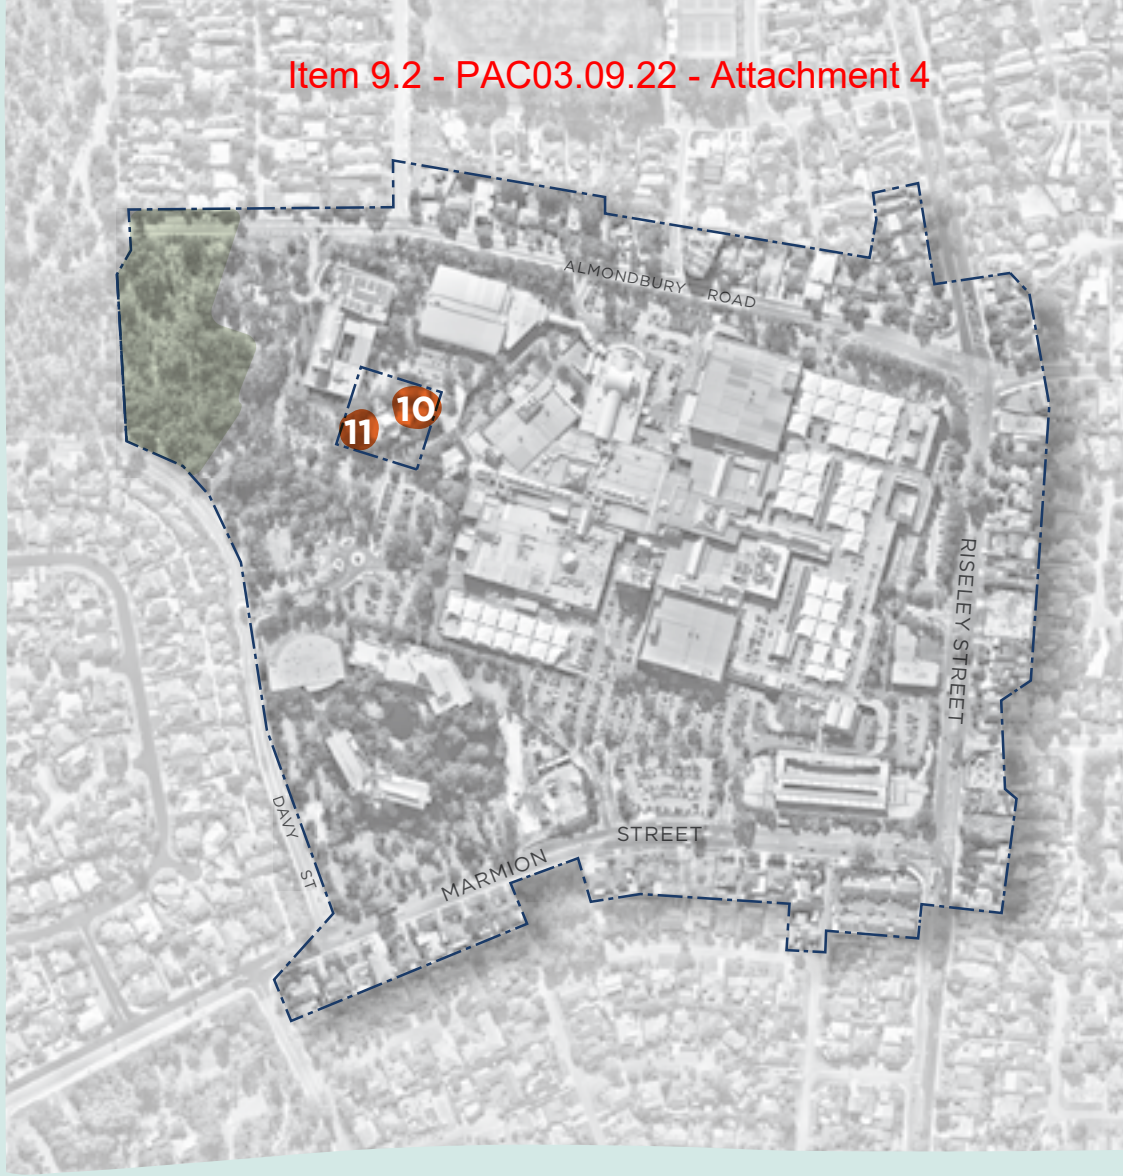 Item 9.2 - PAC03.09.22 - Attachment 4
ALMONDBURY ROAD
10
11
RISELEY STREET
DAVY ST
MARMION STREET